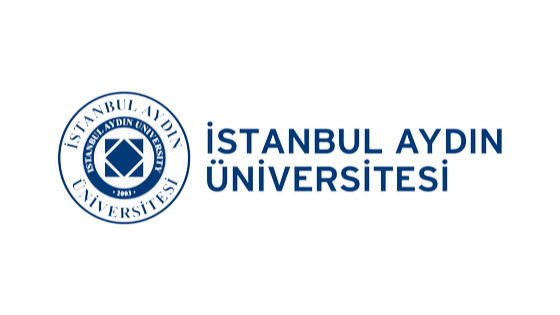 İSTANBUL AYDIN
ÜNİVERSİTESİ
İSTANBUL AYDIN UNIVERSITY
• 2003 •
İSTANBUL AYDIN
ÜNİVERSİTESİ